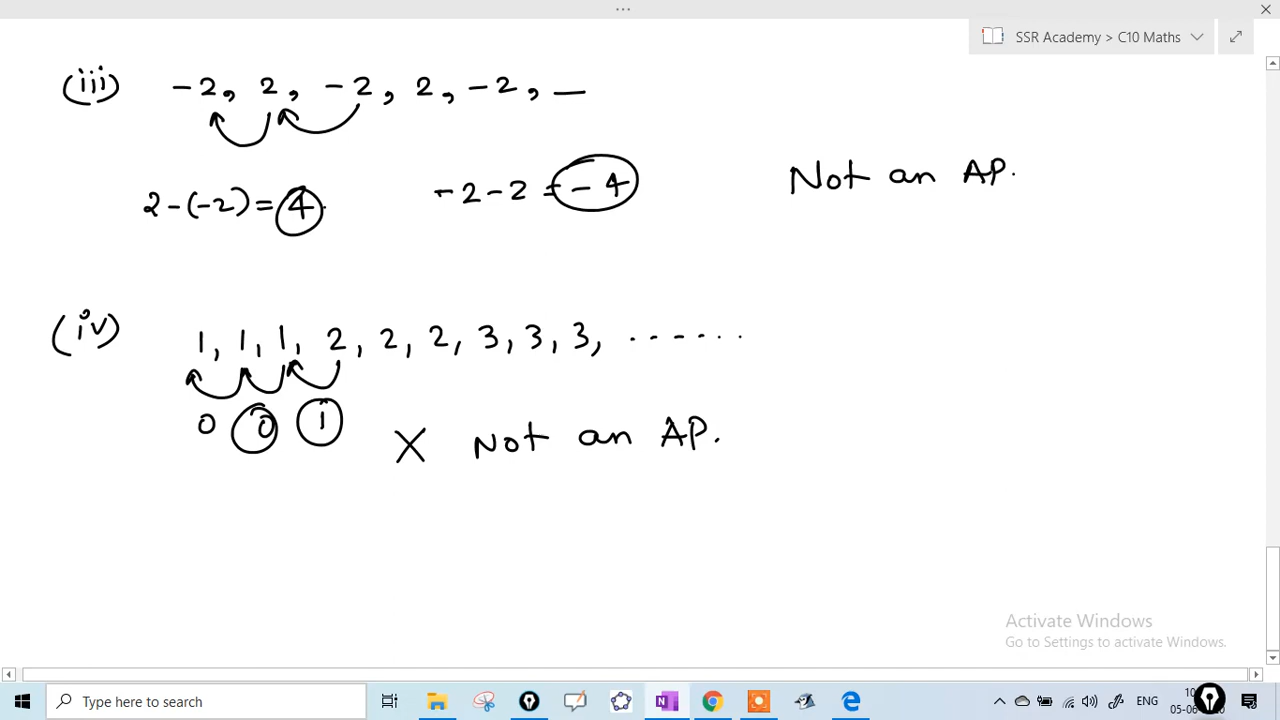 ...
SSR Academy > C10 Maths
(iii) -2, 2, -2, 2, -2, _
2-(-2) = 4 -2-2 = -4 Not an AP.
(iv) 1, 1, 1, 2, 2, 2, 3, 3, 3, .......
0 0 1 X Not an AP.
Activate Windows
Go to Settings to activate Windows.
Type here to search
N
e
ENG
05-06-